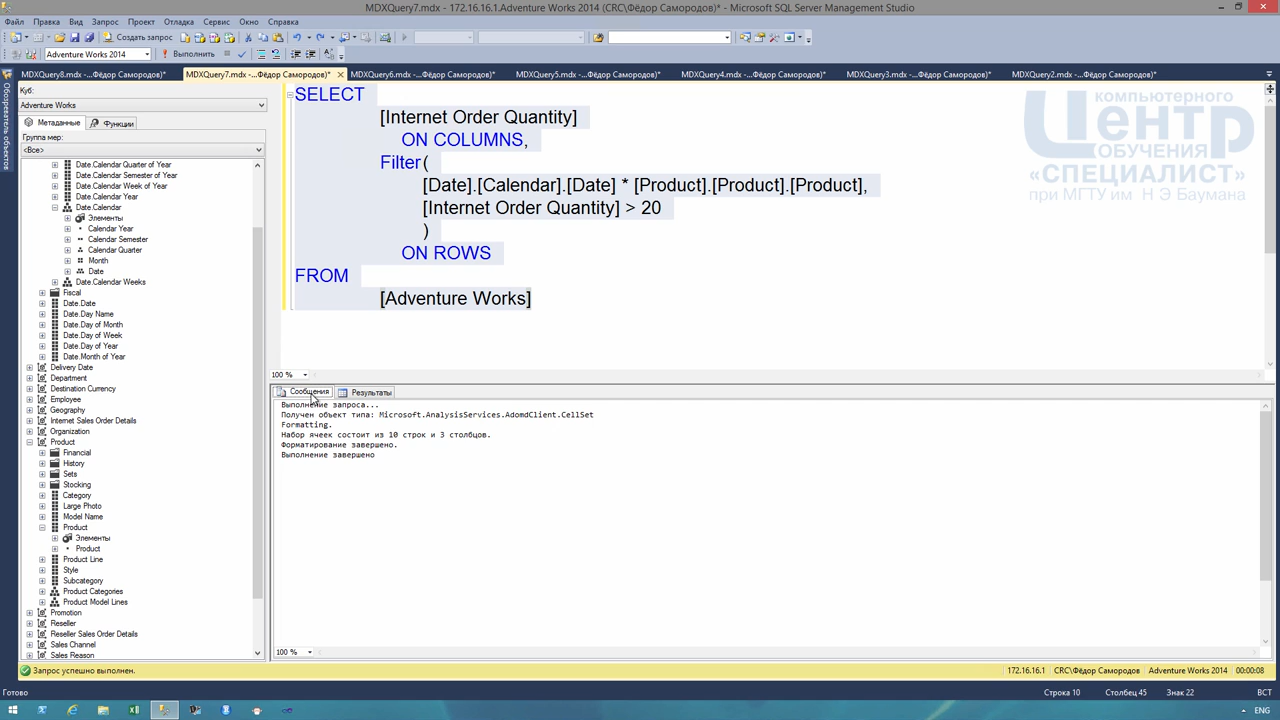 MDXQuery7.mdx - 172.16.16.1.Adventure Works 2014 (CRC\Фёдор Самородов)* - Microsoft SQL Server Management Studio
Файл Правка Вид Запрос Проект Отладка Сервис Окно Справка
Создать запрос
Adventure Works 2014 Выполнить
MDXQuery8.mdx -...Фёдор Самородов)* MDXQuery7.mdx -...Фёдор Самородов)* MDXQuery6.mdx -...Фёдор Самородов)* MDXQuery5.mdx -...Фёдор Самородов)* MDXQuery4.mdx -...Фёдор Самородов)* MDXQuery3.mdx -...Фёдор Самородов)* MDXQuery2.mdx -...Фёдор Самородов)*
Обозреватель объектов
Куб:
Adventure Works
Метаданные Функции
Группа мер:
<Все>
Date.Calendar Quarter of Year
Date.Calendar Semester of Year
Date.Calendar Week of Year
Date.Calendar Year
Date.Calendar
Элементы
Calendar Year
Calendar Semester
Calendar Quarter
Month
Date
Date.Calendar Weeks
Fiscal
Date.Date
Date.Day Name
Date.Day of Month
Date.Day of Week
Date.Day of Year
Date.Month of Year
Delivery Date
Department
Destination Currency
Employee
Geography
Internet Sales Order Details
Organization
Product
Financial
History
Sets
Stocking
Category
Large Photo
Model Name
Product
Элементы
Product
Product Line
Style
Subcategory
Product Categories
Product Model Lines
Promotion
Reseller
Reseller Sales Order Details
Sales Channel
Sales Reason
SELECT
[Internet Order Quantity]
ON COLUMNS,
Filter(
[Date].[Calendar].[Date] * [Product].[Product].[Product],
[Internet Order Quantity] > 20
)
ON ROWS
FROM
[Adventure Works]
компьютерного
Центр
ОБУЧЕНИЯ
«СПЕЦИАЛИСТ»
при МГТУ им Н Э Баумана
100 %
Сообщения Результаты
Выполнение запроса...
Получен объект типа: Microsoft.AnalysisServices.AdomdClient.CellSet
Formatting.
Набор ячеек состоит из 10 строк и 3 столбцов.
Форматирование завершено.
Выполнение завершено
100 %
Запрос успешно выполнен. 172.16.16.1 CRC\Фёдор Самородов Adventure Works 2014 00:00:08
Готово Строка 10 Столбец 45 Знак 22 ВСТ
ENG